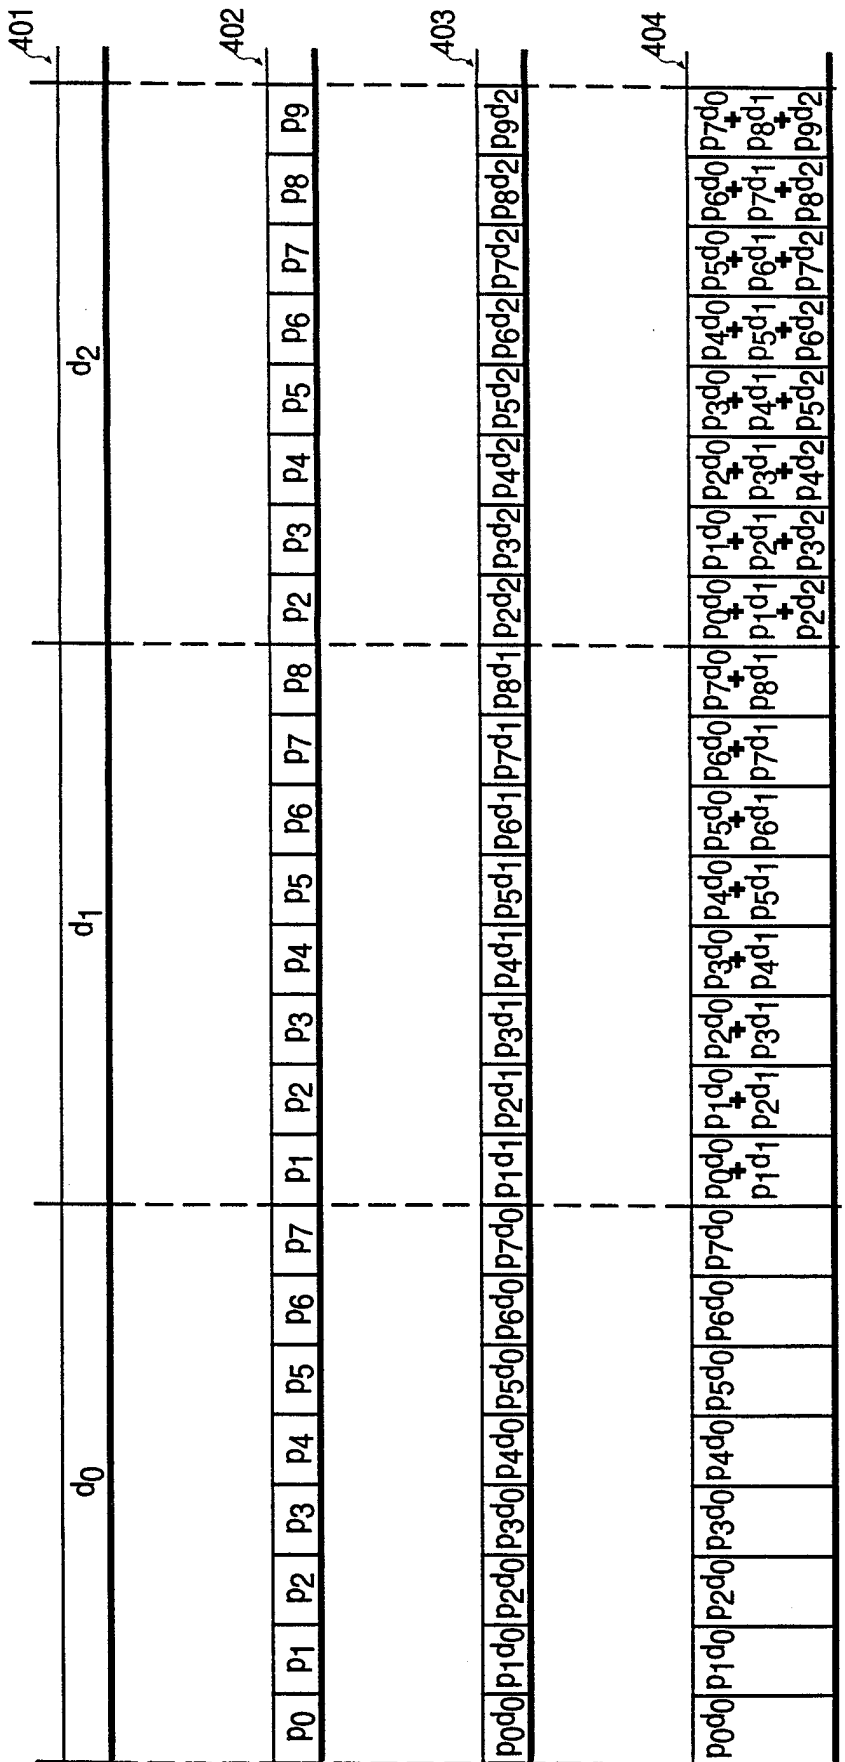 401
d0 d1 d2
402
p0 p1 p2 p3 p4 p5 p6 p7 p1 p2 p3 p4 p5 p6 p7 p8 p2 p3 p4 p5 p6 p7 p8 p9
403
p0d0 p1d0 p2d0 p3d0 p4d0 p5d0 p6d0 p7d0 p1d1 p2d1 p3d1 p4d1 p5d1 p6d1 p7d1 p8d1 p2d2 p3d2 p4d2 p5d2 p6d2 p7d2 p8d2 p9d2
404
p0d0 p1d0 p2d0 p3d0 p4d0 p5d0 p6d0 p7d0 p0d0 p1d0 p2d0 p3d0 p4d0 p5d0 p6d0 p7d0 p0d0 p1d0 p2d0 p3d0 p4d0 p5d0 p6d0 p7d0
+ + + + + + + + + + + + + + + +
p1d1 p2d1 p3d1 p4d1 p5d1 p6d1 p7d1 p8d1 p1d1 p2d1 p3d1 p4d1 p5d1 p6d1 p7d1 p8d1
+ + + + + + + +
p2d2 p3d2 p4d2 p5d2 p6d2 p7d2 p8d2 p9d2